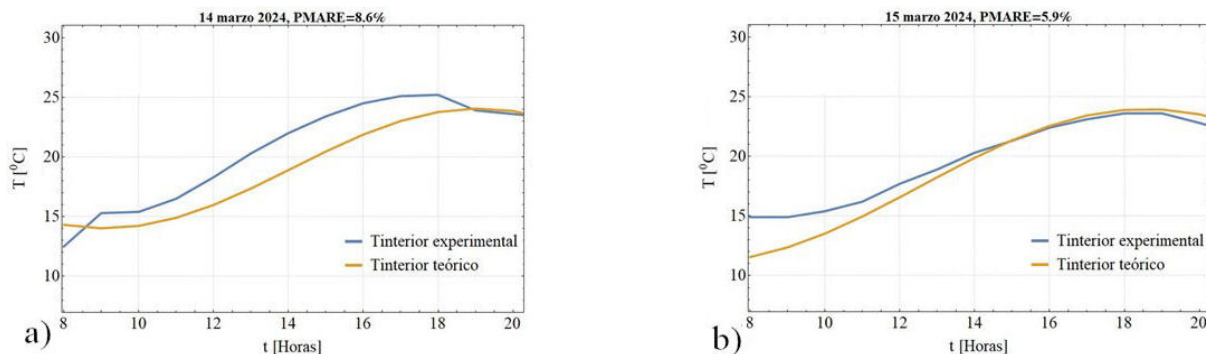 14 marzo 2024, PMARE=8.6%
30
25
20
15
10
T [⁰C]
Tinterior experimental
Tinterior teórico
8 10 12 14 16 18 20
t [Horas]
a)
15 marzo 2024, PMARE=5.9%
30
25
20
15
10
T [⁰C]
Tinterior experimental
Tinterior teórico
8 10 12 14 16 18 20
t [Horas]
b)